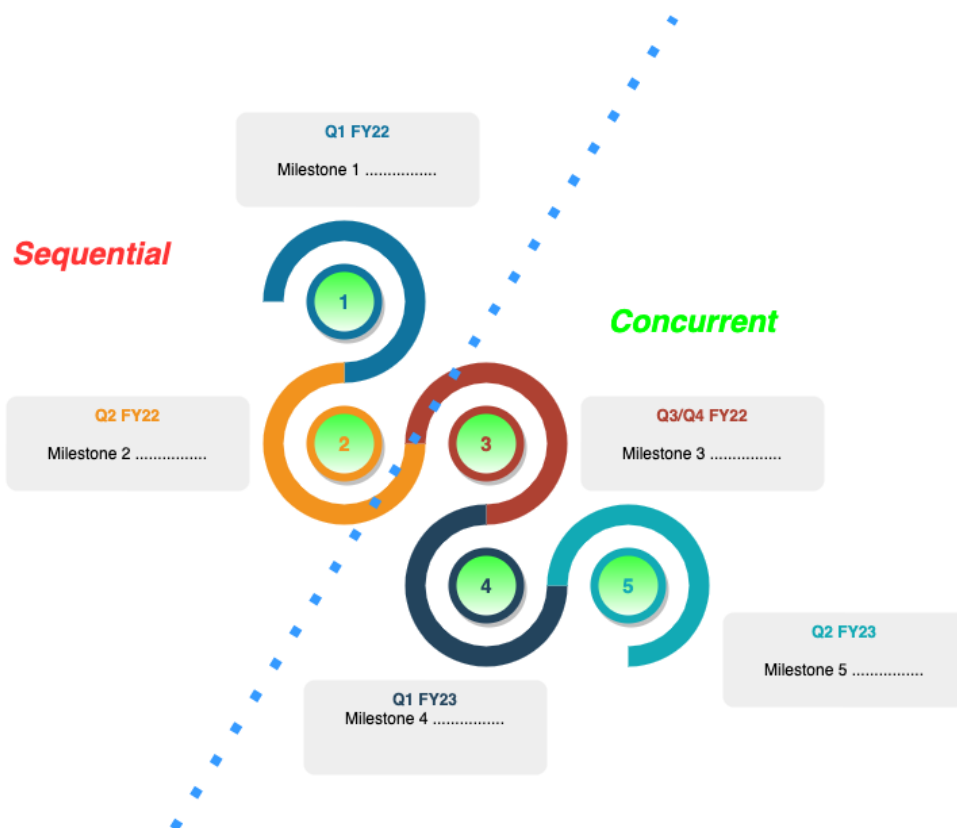 Q1 FY22
Milestone 1 ................
Sequential
1
Concurrent
Q2 FY22
Milestone 2 ................
2
3
Q3/Q4 FY22
Milestone 3 ................
4
5
Q2 FY23
Milestone 5 ................
Q1 FY23
Milestone 4 ................